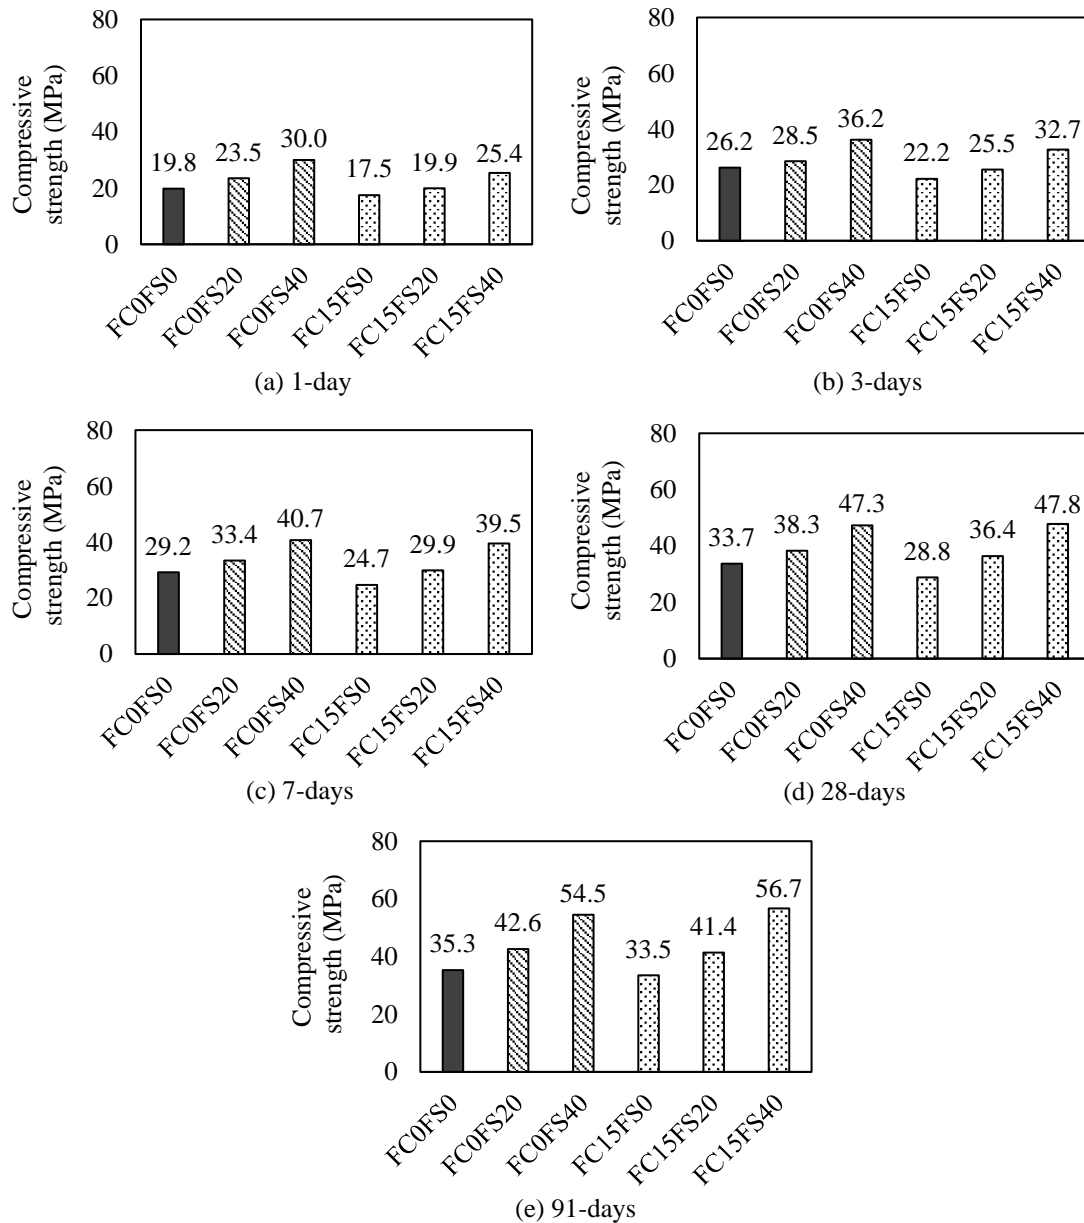 Compressive
strength (MPa)
80
60
40
20
0
19.8 23.5 30.0 17.5 19.9 25.4
FC0FS0 FC0FS20 FC0FS40 FC15FS0 FC15FS20 FC15FS40
(a) 1-day
Compressive
strength (MPa)
80
60
40
20
0
26.2 28.5 36.2 22.2 25.5 32.7
FC0FS0 FC0FS20 FC0FS40 FC15FS0 FC15FS20 FC15FS40
(b) 3-days
Compressive
strength (MPa)
80
60
40
20
0
29.2 33.4 40.7 24.7 29.9 39.5
FC0FS0 FC0FS20 FC0FS40 FC15FS0 FC15FS20 FC15FS40
(c) 7-days
Compressive
strength (MPa)
80
60
40
20
0
33.7 38.3 47.3 28.8 36.4 47.8
FC0FS0 FC0FS20 FC0FS40 FC15FS0 FC15FS20 FC15FS40
(d) 28-days
Compressive
strength (MPa)
80
60
40
20
0
35.3 42.6 54.5 33.5 41.4 56.7
FC0FS0 FC0FS20 FC0FS40 FC15FS0 FC15FS20 FC15FS40
(e) 91-days